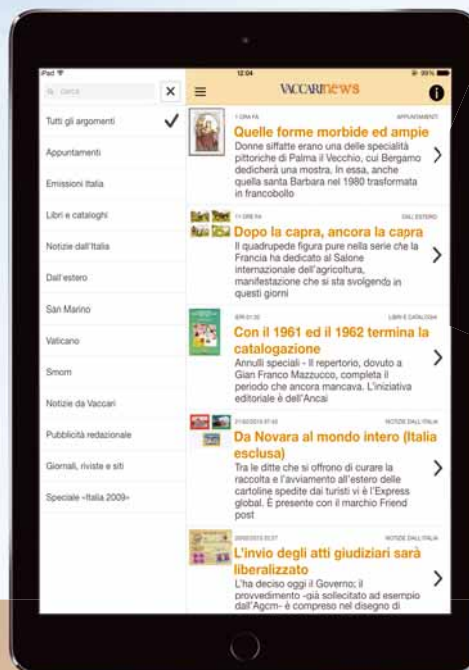 iPad
12:04
99%
Cerca
VACCARInews
Tutti gli argomenti
Appuntamenti
Emissioni Italia
Libri e cataloghi
Notizie dall'Italia
Dall'estero
San Marino
Vaticano
Smom
Notizie da Vaccari
Pubblicità redazionale
Giornali, riviste e siti
Speciale «Italia 2009»
1 ORA FA
APPUNTAMENTI
Quelle forme morbide ed ampie
Donne siffatte erano una delle specialità
pittoriche di Palma il Vecchio, cui Bergamo
dedicherà una mostra. In essa, anche
quella santa Barbara nel 1980 trasformata
in francobollo
11 ORE FA
DALL'ESTERO
Dopo la capra, ancora la capra
Il quadrupede figura pure nella serie che la
Francia ha dedicato al Salone
internazionale dell'agricoltura,
manifestazione che si sta svolgendo in
questi giorni
IERI 01:35
LIBRI E CATALOGHI
Con il 1961 ed il 1962 termina la
catalogazione
Annulli speciali - Il repertorio, dovuto a
Gian Franco Mazzucco, completa il
periodo che ancora mancava. L'iniziativa
editoriale è dell'Ancai
NOTIZIE DALL'ITALIA
Da Novara al mondo intero (Italia
esclusa)
Tra le ditte che si offrono di curare la
raccolta e l'avviamento all'estero delle
cartoline spedite dai turisti vi è l'Express
global. È presente con il marchio Friend
post
NOTIZIE DALL'ITALIA
L'invio degli atti giudiziari sarà
liberalizzato
L'ha deciso oggi il Governo; il
provvedimento -già sollecitato ad esempio
dall'Agcm- è compreso nel disegno di